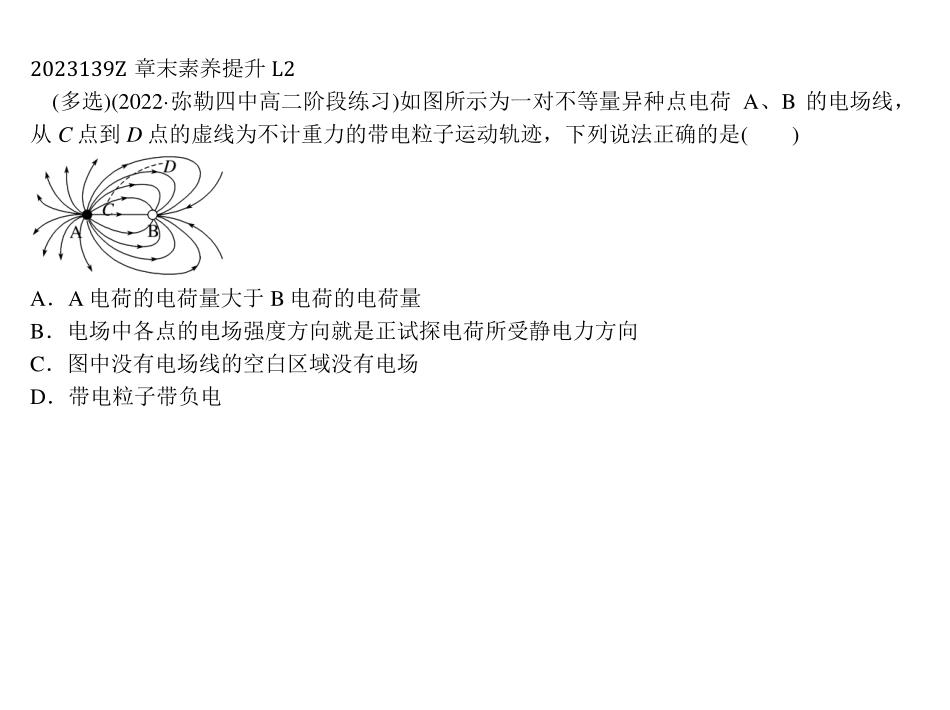 2023139Z 章末素养提升 L2
(多选)(2022·弥勒四中高二阶段练习)如图所示为一对不等量异种点电荷 A、B 的电场线，
从 C 点到 D 点的虚线为不计重力的带电粒子运动轨迹，下列说法正确的是(　　)
D
C
A B
A．A 电荷的电荷量大于 B 电荷的电荷量
B．电场中各点的电场强度方向就是正试探电荷所受静电力方向
C．图中没有电场线的空白区域没有电场
D．带电粒子带负电